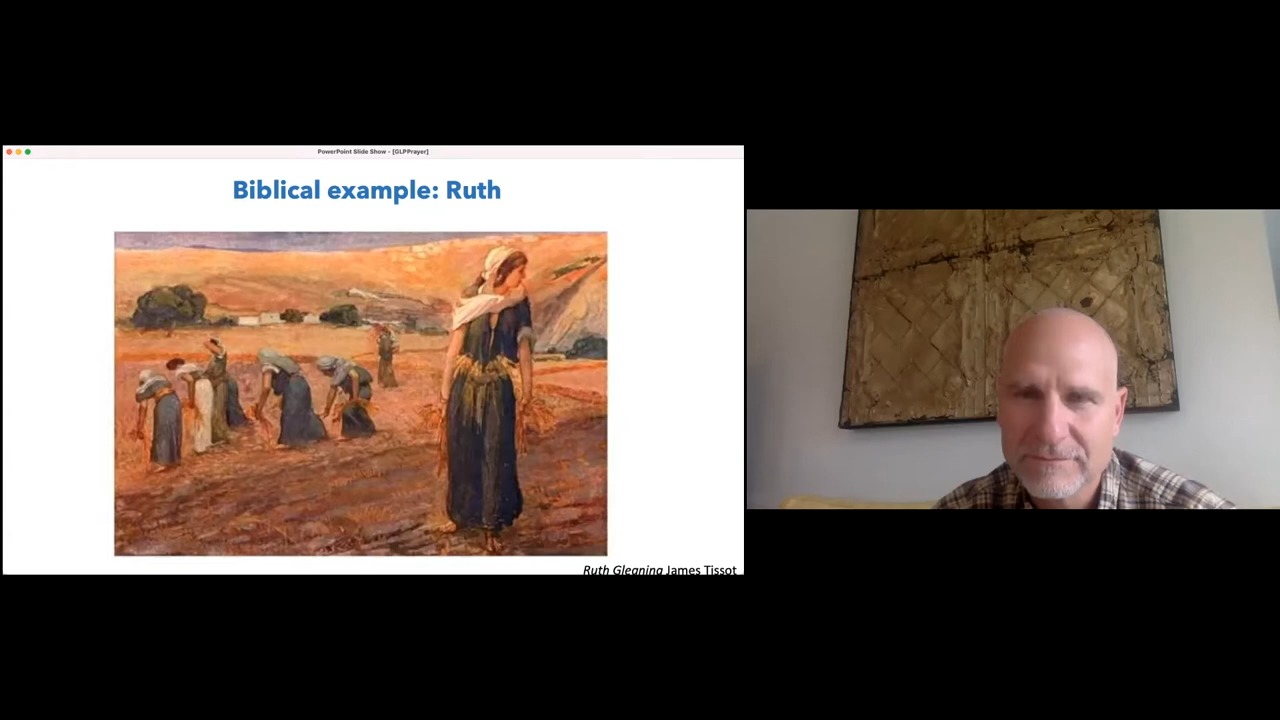 PowerPoint Slide Show - [GLPPrayer]
Biblical example: Ruth
Ruth Gleaning James Tissot